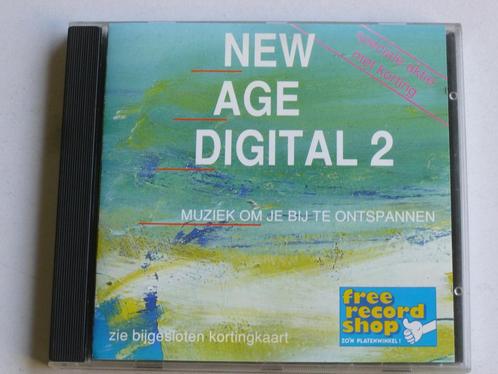 NEW
AGE
DIGITAL 2
speciale aktie
met korting
MUZIEK OM JE BIJ TE ONTSPANNEN
free
record
shop
ZO'N PLATENWINKEL!
zie bijgesloten kortingkaart